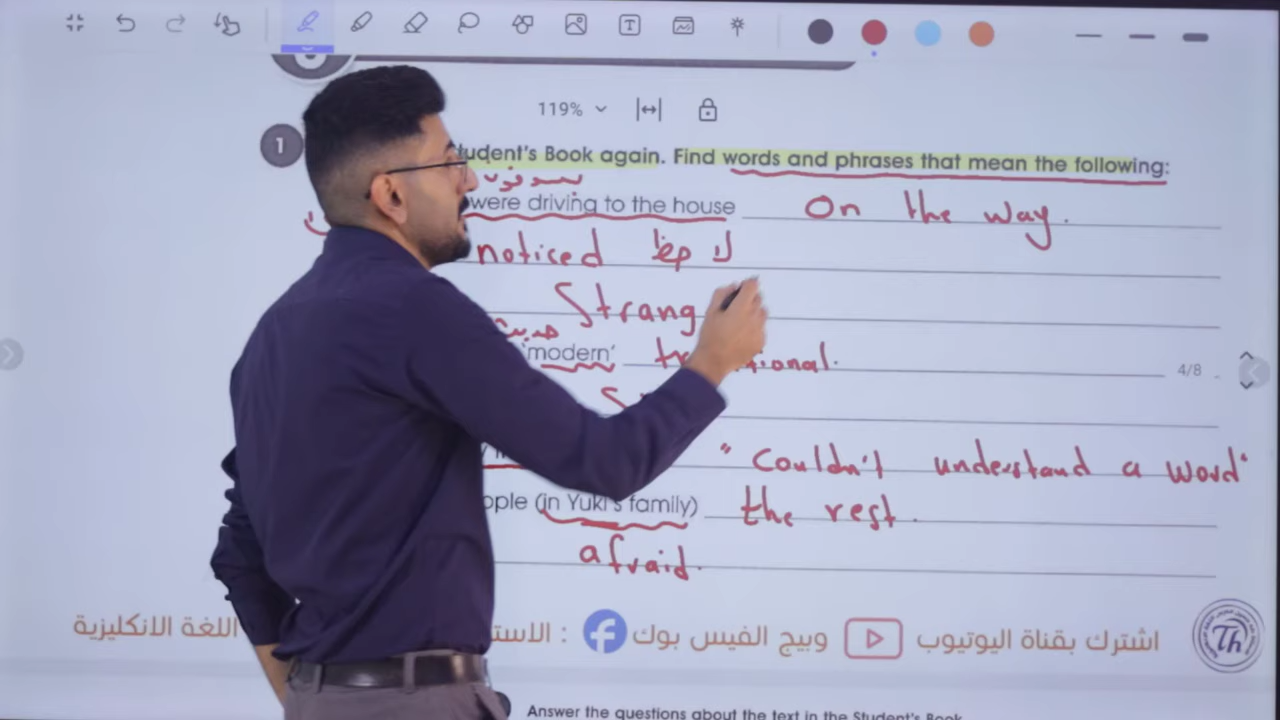 119%
1 tudent's Book again. Find words and phrases that mean the following:
were driving to the house On the way.
noticed لاحظ
Strang
'modern'
4/8
"Couldn't understand a word"
ople (in Yuki's family) the rest.
afraid.
اشترك بقناة اليوتيوب وبيج الفيس بوك : الاست اللغة الانكليزية
Th
Answer the questions about the text in the Student's Book